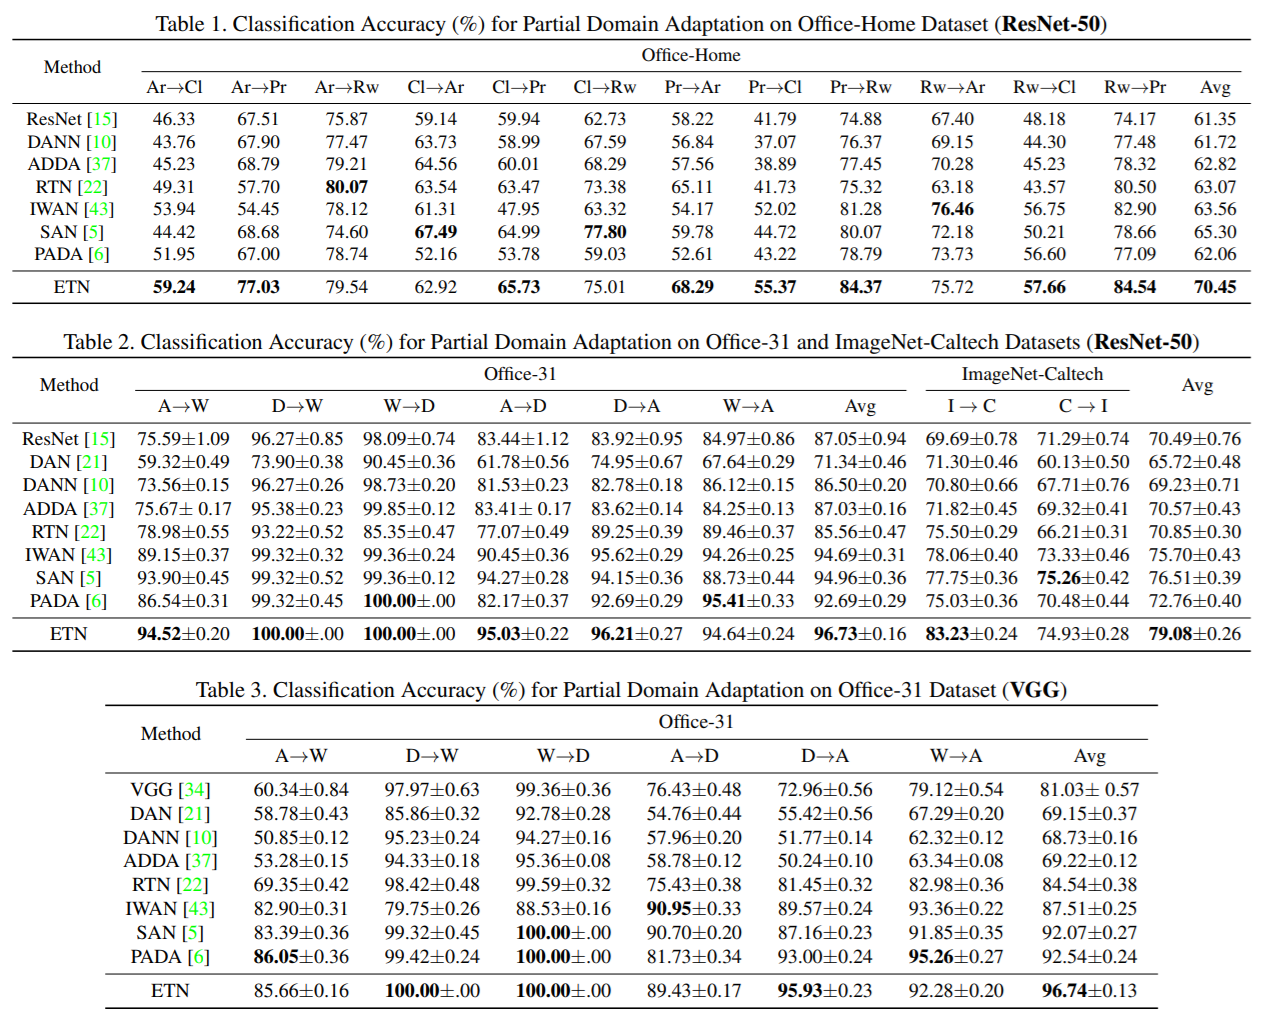 Table 1. Classification Accuracy (%) for Partial Domain Adaptation on Office-Home Dataset (ResNet-50)
Method Office-Home
Ar→Cl Ar→Pr Ar→Rw Cl→Ar Cl→Pr Cl→Rw Pr→Ar Pr→Cl Pr→Rw Rw→Ar Rw→Cl Rw→Pr Avg
ResNet [15] 46.33 67.51 75.87 59.14 59.94 62.73 58.22 41.79 74.88 67.40 48.18 74.17 61.35
DANN [10] 43.76 67.90 77.47 63.73 58.99 67.59 56.84 37.07 76.37 69.15 44.30 77.48 61.72
ADDA [37] 45.23 68.79 79.21 64.56 60.01 68.29 57.56 38.89 77.45 70.28 45.23 78.32 62.82
RTN [22] 49.31 57.70 80.07 63.54 63.47 73.38 65.11 41.73 75.32 63.18 43.57 80.50 63.07
IWAN [43] 53.94 54.45 78.12 61.31 47.95 63.32 54.17 52.02 81.28 76.46 56.75 82.90 63.56
SAN [5] 44.42 68.68 74.60 67.49 64.99 77.80 59.78 44.72 80.07 72.18 50.21 78.66 65.30
PADA [6] 51.95 67.00 78.74 52.16 53.78 59.03 52.61 43.22 78.79 73.73 56.60 77.09 62.06
ETN 59.24 77.03 79.54 62.92 65.73 75.01 68.29 55.37 84.37 75.72 57.66 84.54 70.45
Table 2. Classification Accuracy (%) for Partial Domain Adaptation on Office-31 and ImageNet-Caltech Datasets (ResNet-50)
Method Office-31 ImageNet-Caltech Avg
A→W D→W W→D A→D D→A W→A Avg I → C C → I
ResNet [15] 75.59±1.09 96.27±0.85 98.09±0.74 83.44±1.12 83.92±0.95 84.97±0.86 87.05±0.94 69.69±0.78 71.29±0.74 70.49±0.76
DAN [21] 59.32±0.49 73.90±0.38 90.45±0.36 61.78±0.56 74.95±0.67 67.64±0.29 71.34±0.46 71.30±0.46 60.13±0.50 65.72±0.48
DANN [10] 73.56±0.15 96.27±0.26 98.73±0.20 81.53±0.23 82.78±0.18 86.12±0.15 86.50±0.20 70.80±0.66 67.71±0.76 69.23±0.71
ADDA [37] 75.67± 0.17 95.38±0.23 99.85±0.12 83.41± 0.17 83.62±0.14 84.25±0.13 87.03±0.16 71.82±0.45 69.32±0.41 70.57±0.43
RTN [22] 78.98±0.55 93.22±0.52 85.35±0.47 77.07±0.49 89.25±0.39 89.46±0.37 85.56±0.47 75.50±0.29 66.21±0.31 70.85±0.30
IWAN [43] 89.15±0.37 99.32±0.32 99.36±0.24 90.45±0.36 95.62±0.29 94.26±0.25 94.69±0.31 78.06±0.40 73.33±0.46 75.70±0.43
SAN [5] 93.90±0.45 99.32±0.52 99.36±0.12 94.27±0.28 94.15±0.36 88.73±0.44 94.96±0.36 77.75±0.36 75.26±0.42 76.51±0.39
PADA [6] 86.54±0.31 99.32±0.45 100.00±.00 82.17±0.37 92.69±0.29 95.41±0.33 92.69±0.29 75.03±0.36 70.48±0.44 72.76±0.40
ETN 94.52±0.20 100.00±.00 100.00±.00 95.03±0.22 96.21±0.27 94.64±0.24 96.73±0.16 83.23±0.24 74.93±0.28 79.08±0.26
Table 3. Classification Accuracy (%) for Partial Domain Adaptation on Office-31 Dataset (VGG)
Method Office-31
A→W D→W W→D A→D D→A W→A Avg
VGG [34] 60.34±0.84 97.97±0.63 99.36±0.36 76.43±0.48 72.96±0.56 79.12±0.54 81.03± 0.57
DAN [21] 58.78±0.43 85.86±0.32 92.78±0.28 54.76±0.44 55.42±0.56 67.29±0.20 69.15±0.37
DANN [10] 50.85±0.12 95.23±0.24 94.27±0.16 57.96±0.20 51.77±0.14 62.32±0.12 68.73±0.16
ADDA [37] 53.28±0.15 94.33±0.18 95.36±0.08 58.78±0.12 50.24±0.10 63.34±0.08 69.22±0.12
RTN [22] 69.35±0.42 98.42±0.48 99.59±0.32 75.43±0.38 81.45±0.32 82.98±0.36 84.54±0.38
IWAN [43] 82.90±0.31 79.75±0.26 88.53±0.16 90.95±0.33 89.57±0.24 93.36±0.22 87.51±0.25
SAN [5] 83.39±0.36 99.32±0.45 100.00±.00 90.70±0.20 87.16±0.23 91.85±0.35 92.07±0.27
PADA [6] 86.05±0.36 99.42±0.24 100.00±.00 81.73±0.34 93.00±0.24 95.26±0.27 92.54±0.24
ETN 85.66±0.16 100.00±.00 100.00±.00 89.43±0.17 95.93±0.23 92.28±0.20 96.74±0.13